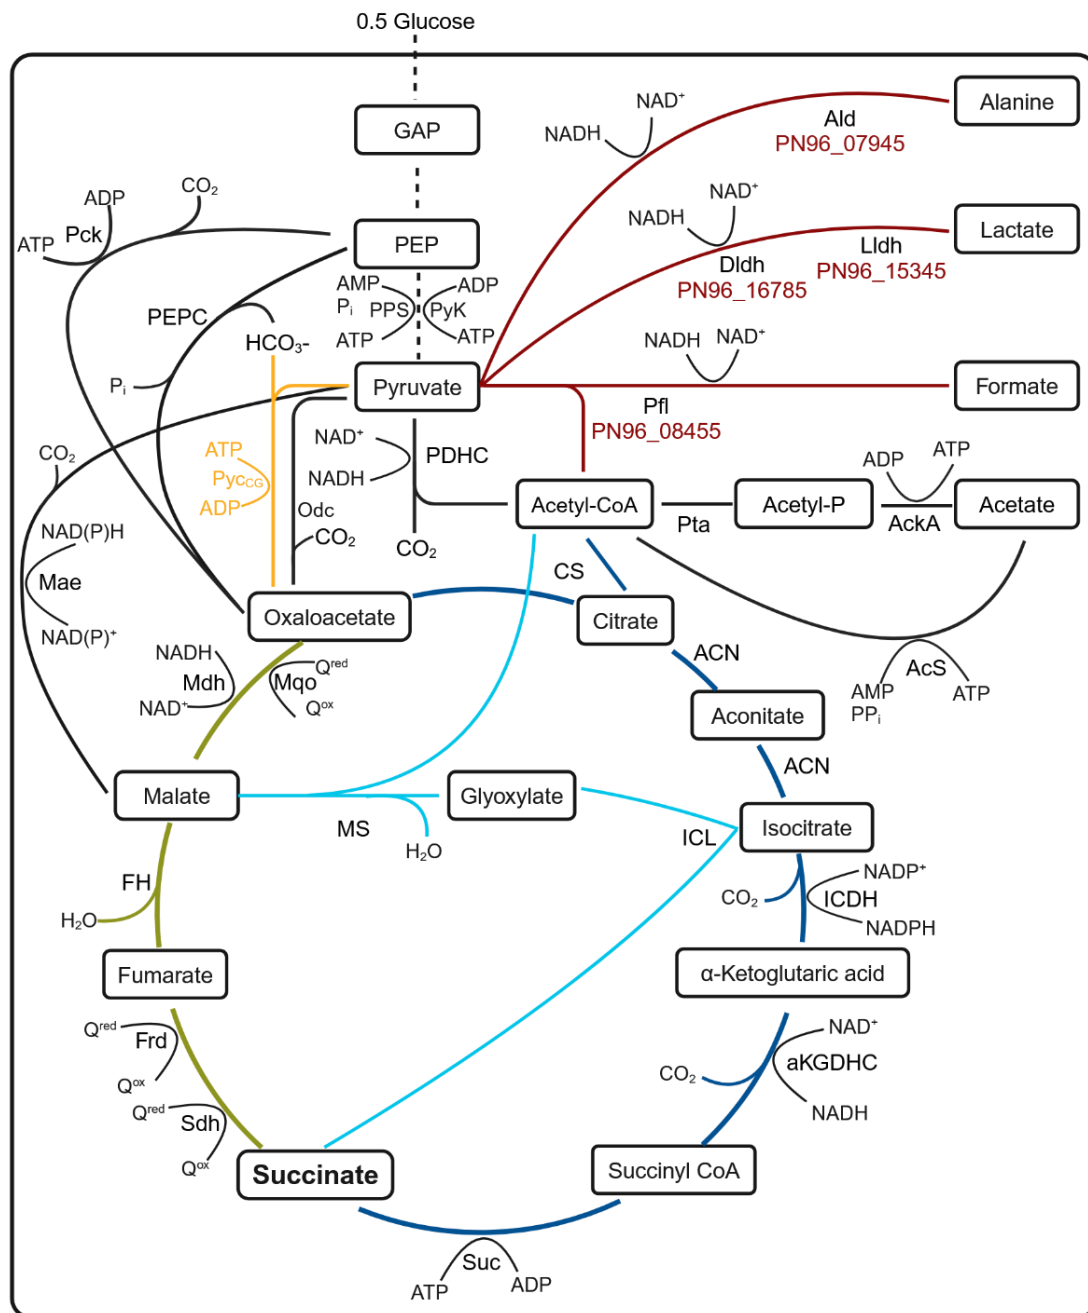 0.5 Glucose
GAP
NAD⁺
NADH
Ald
PN96_07945
Alanine
CO₂
ADP
Pck
ATP
PEP
NAD⁺
NADH
Lldh
PN96_15345
Dldh
PN96_16785
Lactate
AMP
Pᵢ
PPS
ATP
ADP
PyK
ATP
PEPC
HCO₃-
Pᵢ
Pyruvate
NADH
NAD⁺
Pfl
PN96_08455
Formate
CO₂
ATP
Pyc_CG
ADP
Odc
CO₂
NAD⁺
NADH
PDHC
CO₂
Acetyl-CoA
Pta
Acetyl-P
ADP
ATP
AckA
Acetate
NAD(P)H
Mae
NAD(P)⁺
Oxaloacetate
CS
Citrate
AcS
AMP
PPᵢ
ATP
NADH
Mdh
NAD⁺
Qʳᵉᵈ
Mqo
Qᵒˣ
ACN
Aconitate
ACN
Malate
MS
H₂O
Glyoxylate
ICL
Isocitrate
FH
H₂O
CO₂
NADP⁺
ICDH
NADPH
Fumarate
α-Ketoglutaric acid
Qʳᵉᵈ
Frd
Qᵒˣ
Qʳᵉᵈ
Sdh
Qᵒˣ
CO₂
NAD⁺
aKGDHC
NADH
Succinate
Succinyl CoA
Suc
ATP
ADP